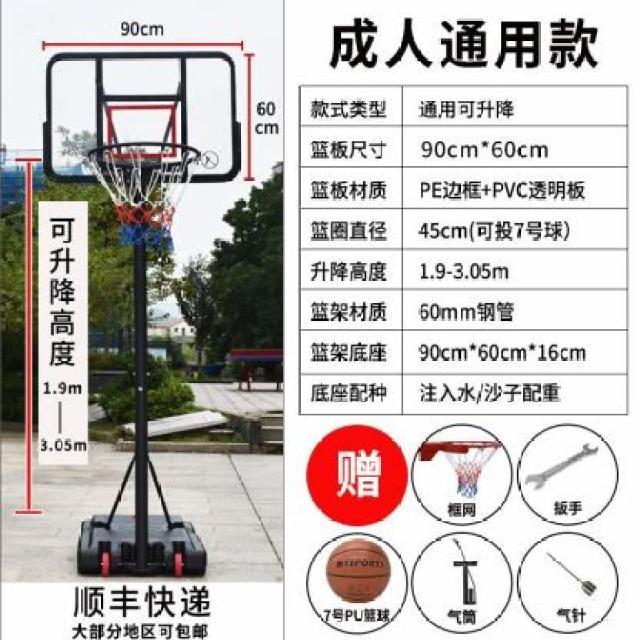 90cm
60
cm
可升降高度
1.9m
3.05m
顺丰快递
大部分地区可包邮
成人通用款
款式类型 通用可升降
篮板尺寸 90cm*60cm
篮板材质 PE边框+PVC透明板
篮圈直径 45cm(可投7号球)
升降高度 1.9-3.05m
篮架材质 60mm钢管
篮架底座 90cm*60cm*16cm
底座配种 注入水/沙子配重
赠
框网
扳手
7号PU篮球
气筒
气针